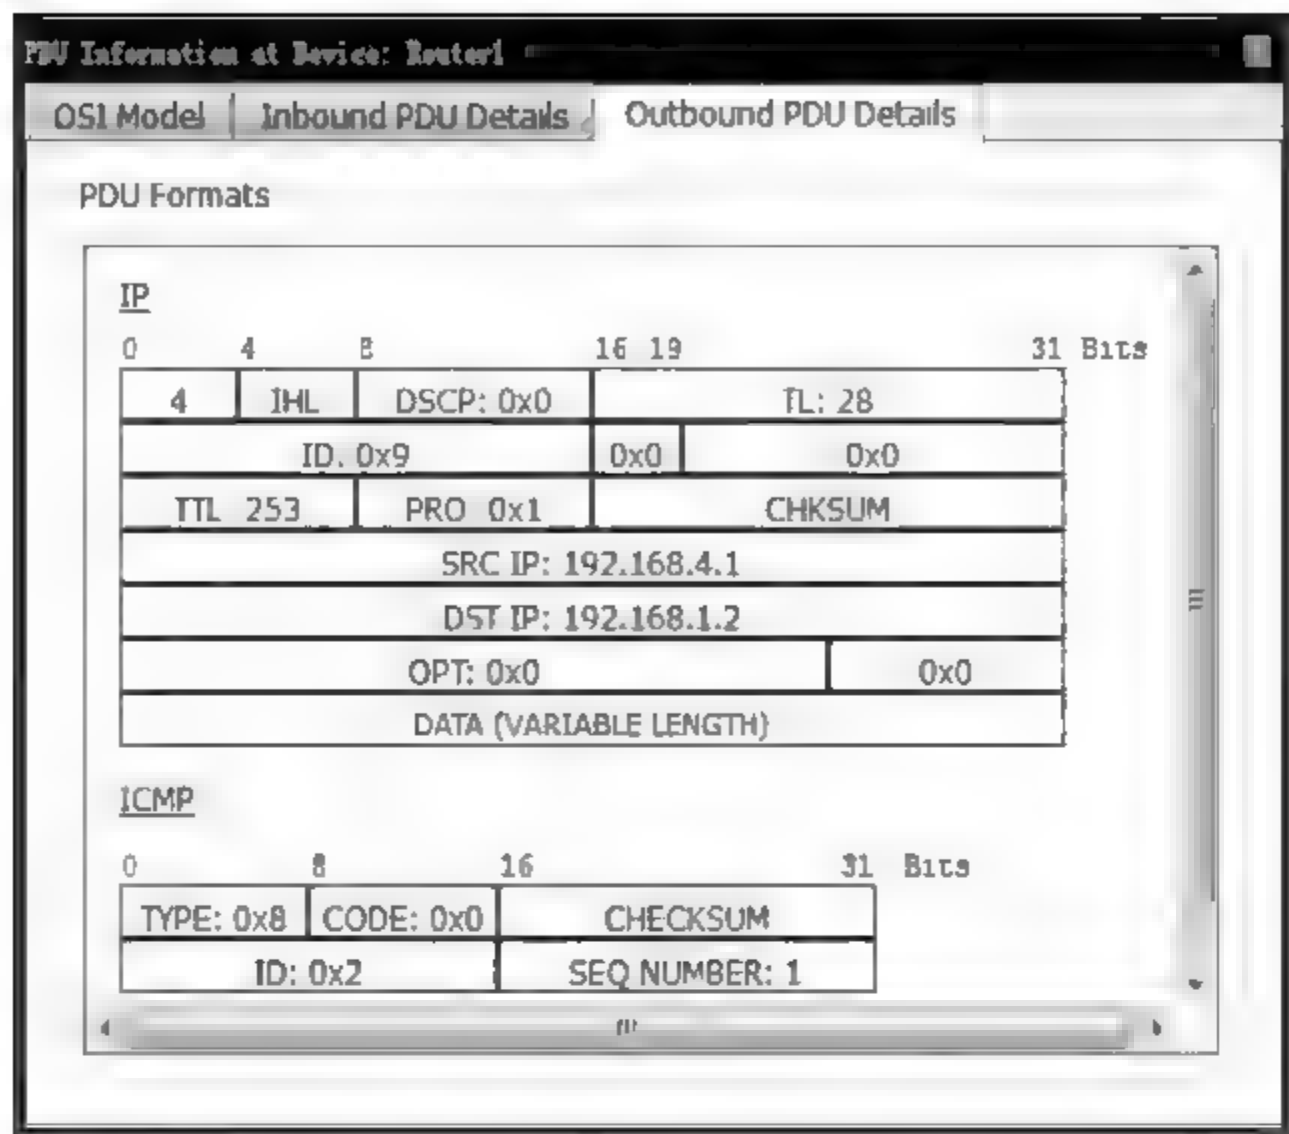 PDU Information at Device: Router1
OSI Model Inbound PDU Details Outbound PDU Details
PDU Formats
IP
0 4 8 16 19 31 Bits
4 IHL DSCP: 0x0 TL: 28
ID. 0x9 0x0 0x0
TTL 253 PRO 0x1 CHKSUM
SRC IP: 192.168.4.1
DST IP: 192.168.1.2
OPT: 0x0 0x0
DATA (VARIABLE LENGTH)
ICMP
0 8 16 31 Bits
TYPE: 0x8 CODE: 0x0 CHECKSUM
ID: 0x2 SEQ NUMBER: 1